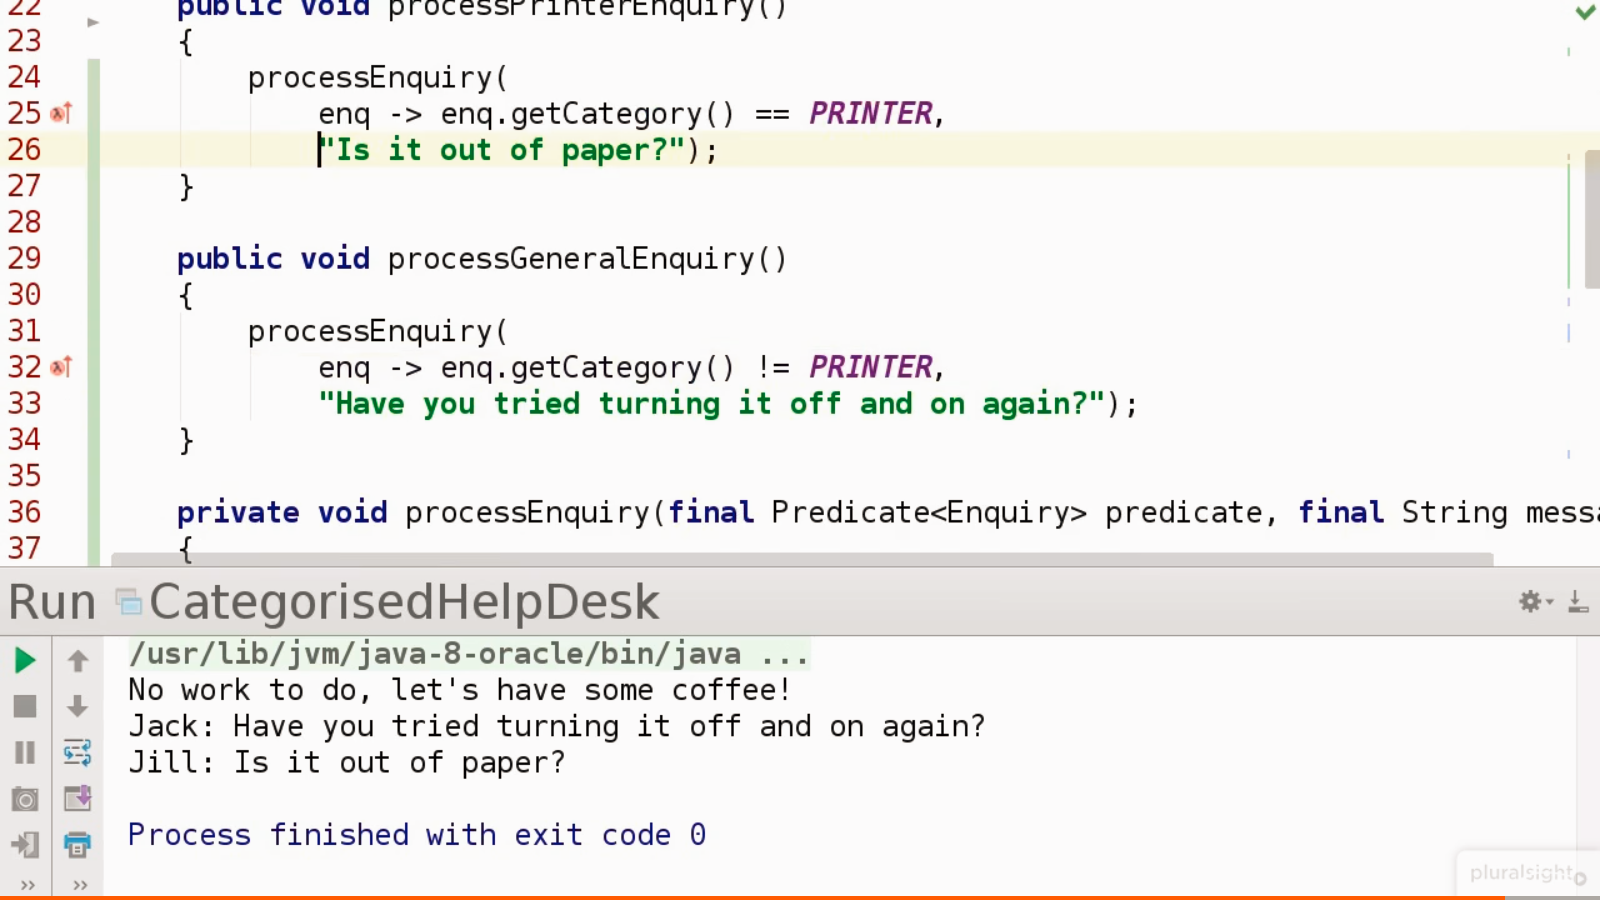 22 public void processPrinterEnquiry()
23 {
24 processEnquiry(
25 enq -> enq.getCategory() == PRINTER,
26 "Is it out of paper?");
27 }
28
29 public void processGeneralEnquiry()
30 {
31 processEnquiry(
32 enq -> enq.getCategory() != PRINTER,
33 "Have you tried turning it off and on again?");
34 }
35
36 private void processEnquiry(final Predicate<Enquiry> predicate, final String messa
37 {
Run CategorisedHelpDesk
/usr/lib/jvm/java-8-oracle/bin/java ...
No work to do, let's have some coffee!
Jack: Have you tried turning it off and on again?
Jill: Is it out of paper?
Process finished with exit code 0
pluralsight